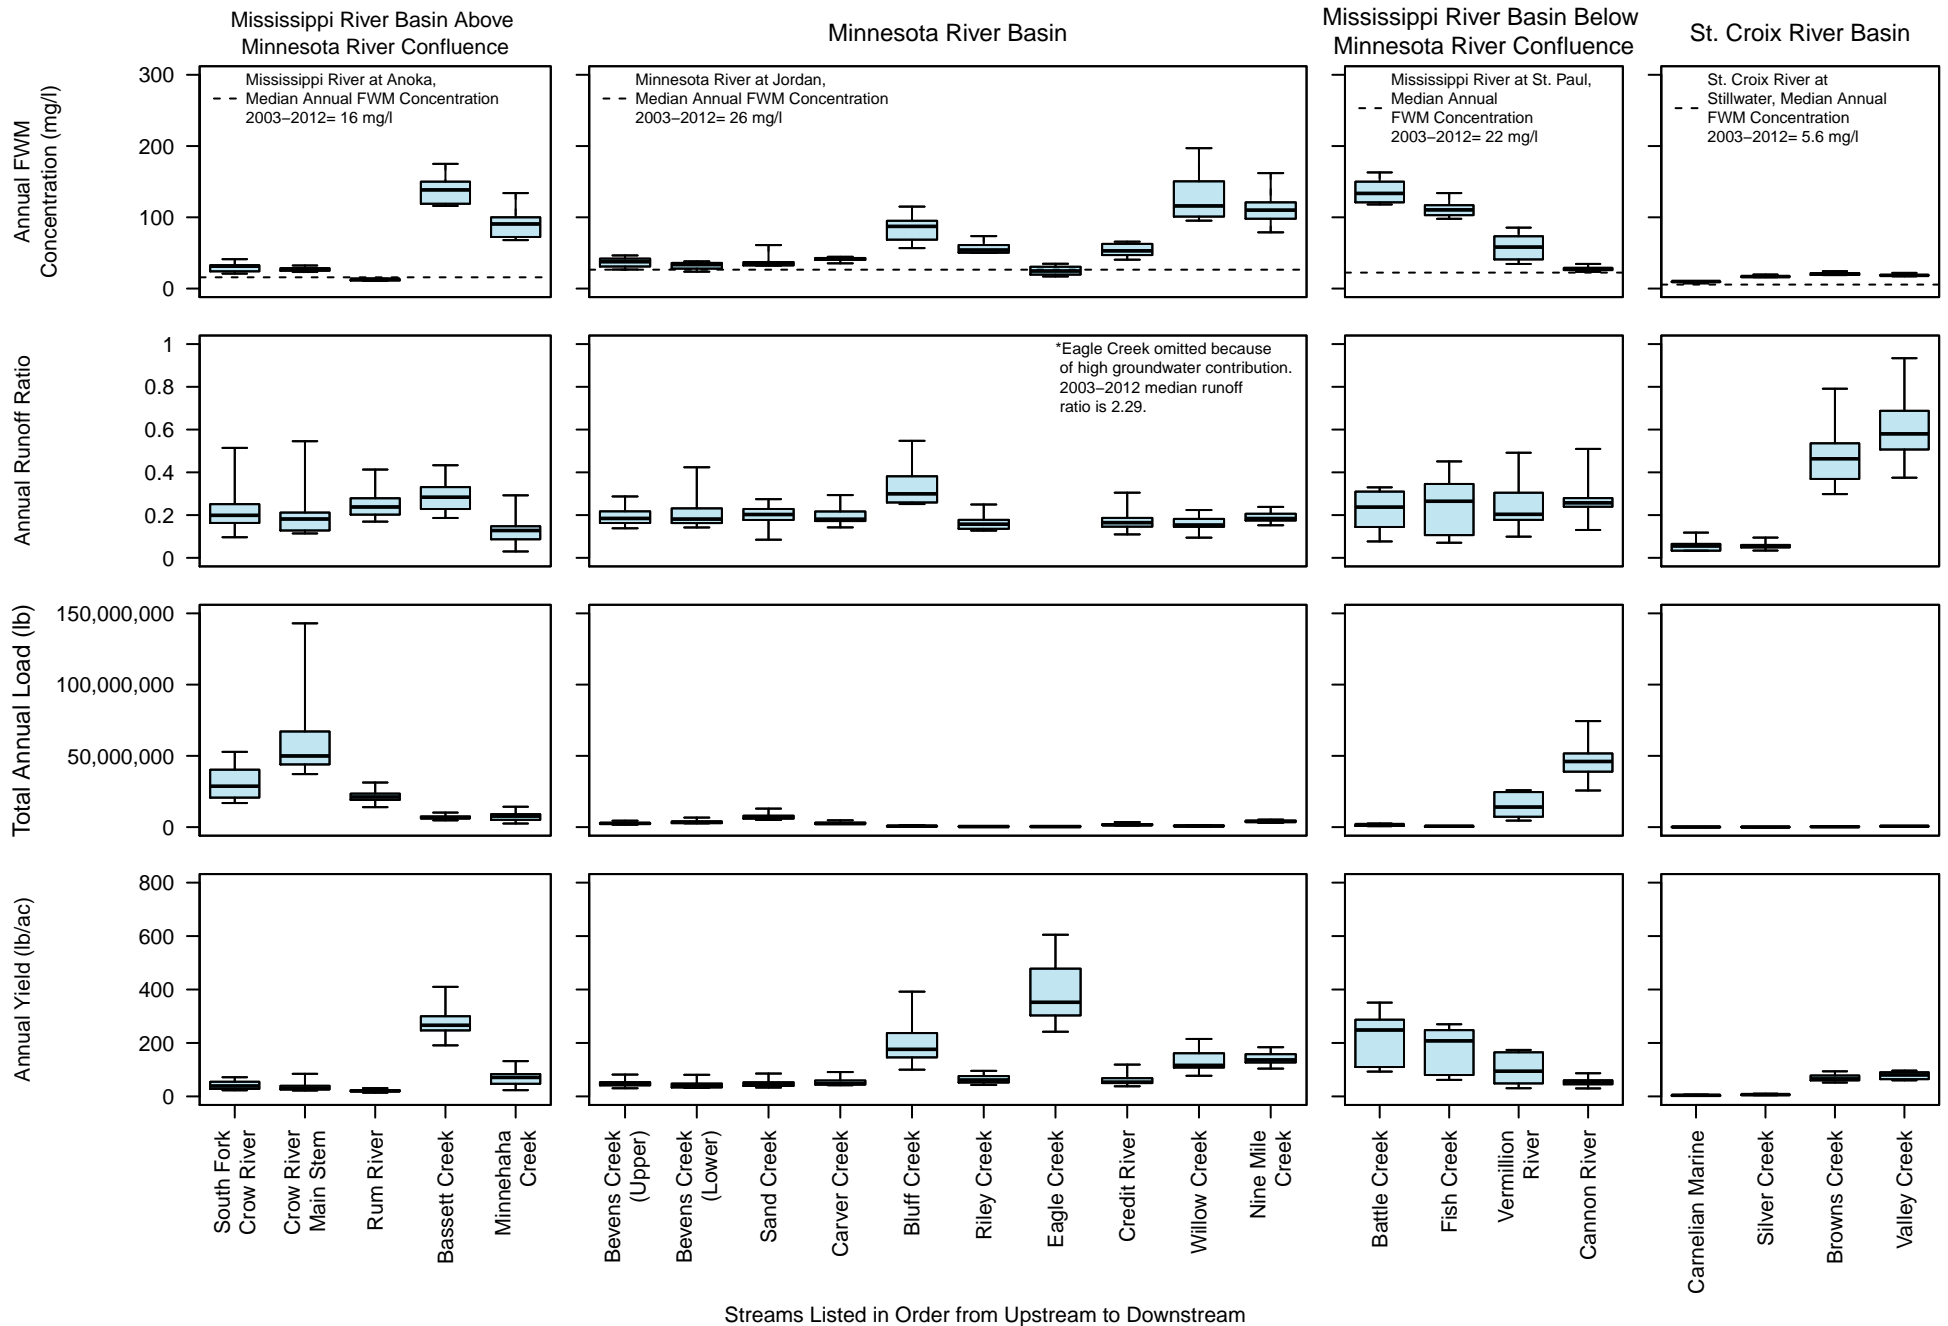 Mississippi River Basin Above
Minnesota River Confluence
Minnesota River Basin
Mississippi River Basin Below
Minnesota River Confluence
St. Croix River Basin
Annual FWM
Concentration (mg/l)
300
200
100
0
Mississippi River at Anoka,
Median Annual FWM Concentration
2003–2012= 16 mg/l
Minnesota River at Jordan,
Median Annual FWM Concentration
2003–2012= 26 mg/l
Mississippi River at St. Paul,
Median Annual
FWM Concentration
2003–2012= 22 mg/l
St. Croix River at
Stillwater, Median Annual
FWM Concentration
2003–2012= 5.6 mg/l
Annual Runoff Ratio
1
0.8
0.6
0.4
0.2
0
*Eagle Creek omitted because
of high groundwater contribution.
2003–2012 median runoff
ratio is 2.29.
Total Annual Load (lb)
150,000,000
100,000,000
50,000,000
0
Annual Yield (lb/ac)
800
600
400
200
0
South Fork
Crow River
Crow River
Main Stem
Rum River
Bassett Creek
Minnehaha
Creek
Bevens Creek
(Upper)
Bevens Creek
(Lower)
Sand Creek
Carver Creek
Bluff Creek
Riley Creek
Eagle Creek
Credit River
Willow Creek
Nine Mile
Creek
Battle Creek
Fish Creek
Vermillion
River
Cannon River
Carnelian Marine
Silver Creek
Browns Creek
Valley Creek
Streams Listed in Order from Upstream to Downstream